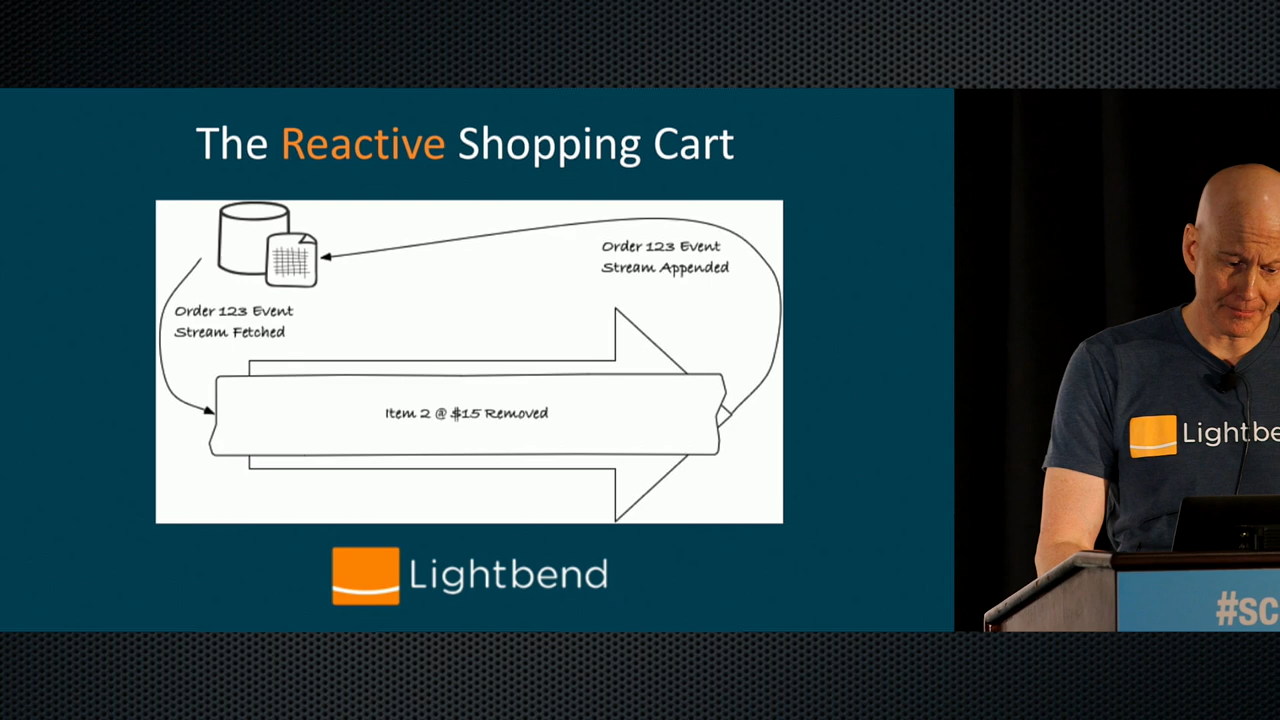 The Reactive Shopping Cart
Order 123 Event
Stream Appended
Order 123 Event
Stream Fetched
Item 2 @ $15 Removed
Lightbend
#sc